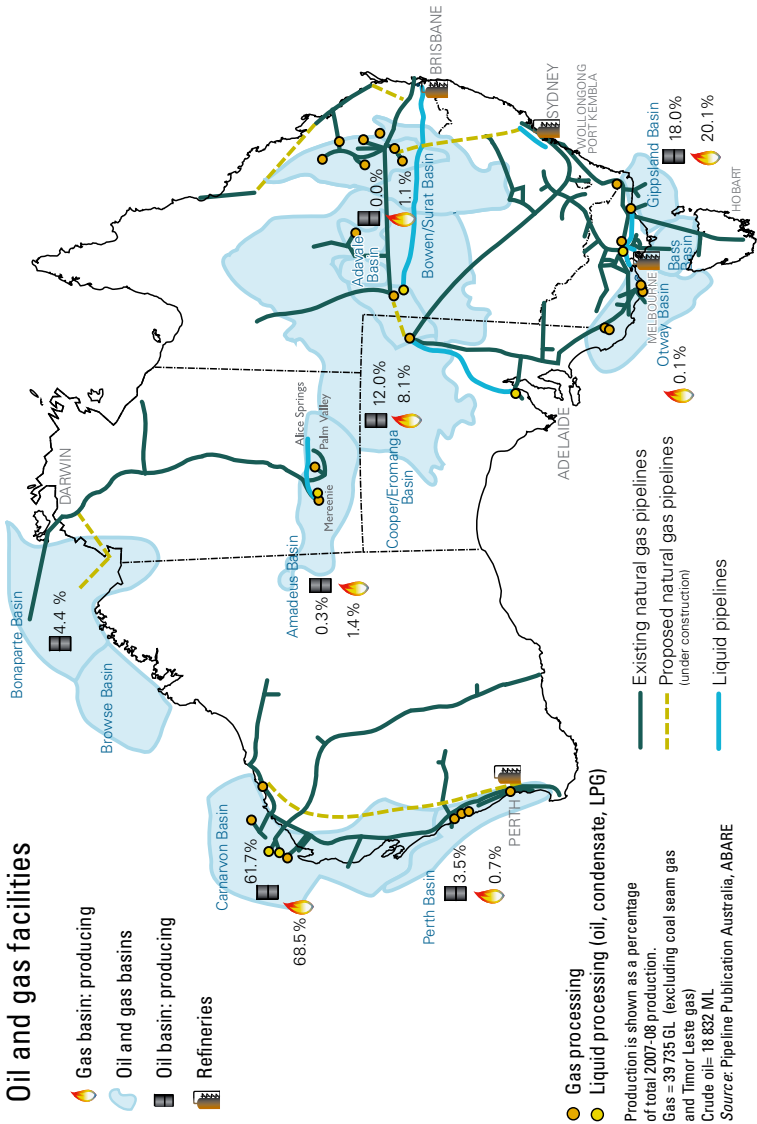 Oil and gas facilities
Gas basin: producing
Oil and gas basins
Oil basin: producing
Refineries
Bonaparte Basin
4.4 %
DARWIN
Browse Basin
Carnarvon Basin
61.7%
68.5%
Perth Basin
3.5%
0.7%
PERTH
Amadeus Basin
0.3%
1.4%
Alice Springs
Palm Valley
Mereenie
Cooper/Eromanga
Basin
12.0%
8.1%
Adavale
Basin
0.0%
1.1%
Bowen/Surat Basin
BRISBANE
SYDNEY
WOLLONGONG
PORT KEMBLA
Gippsland Basin
18.0%
20.1%
HOBART
Bass
Basin
MELBOURNE
Otway Basin
0.1%
ADELAIDE
Gas processing
Liquid processing (oil, condensate, LPG)
Existing natural gas pipelines
Proposed natural gas pipelines
(under construction)
Liquid pipelines
Production is shown as a percentage
of total 2007-08 production.
Gas = 39 735 GL (excluding coal seam gas
and Timor Leste gas)
Crude oil= 18 832 ML
Source: Pipeline Publication Australia, ABARE